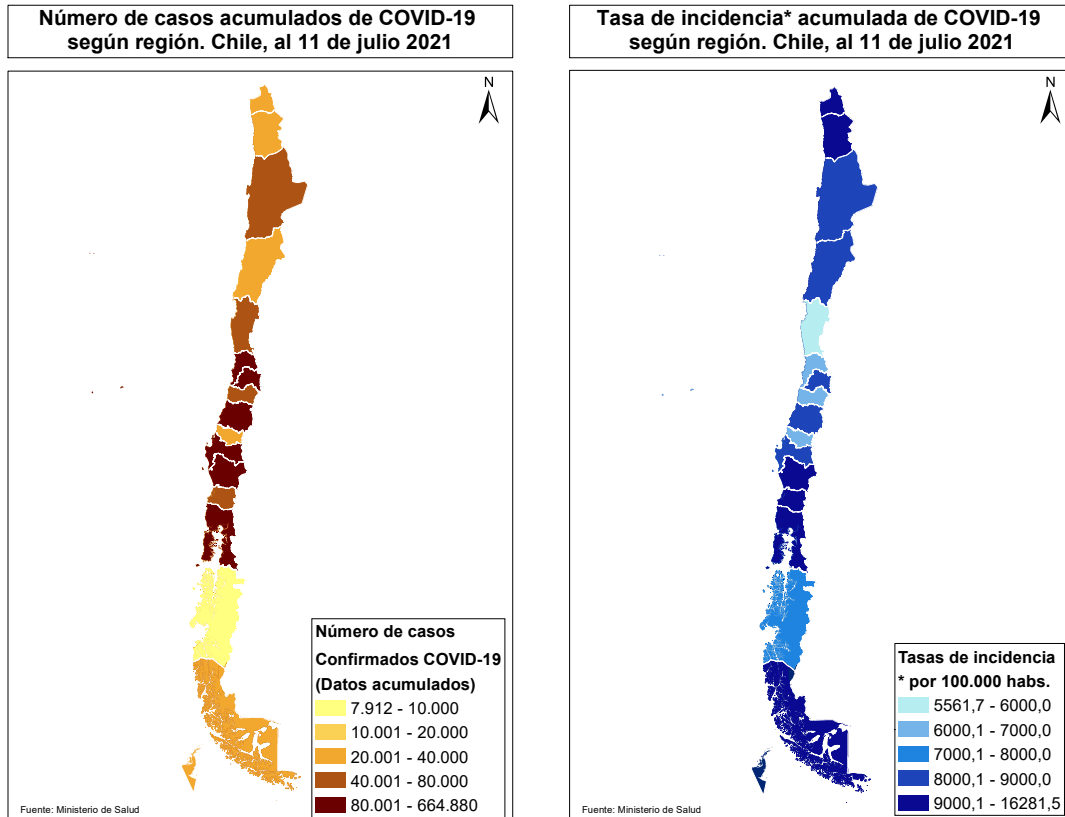 Número de casos acumulados de COVID-19
según región. Chile, al 11 de julio 2021
N
Número de casos
Confirmados COVID-19
(Datos acumulados)
7.912 - 10.000
10.001 - 20.000
20.001 - 40.000
40.001 - 80.000
80.001 - 664.880
Fuente: Ministerio de Salud
Tasa de incidencia* acumulada de COVID-19
según región. Chile, al 11 de julio 2021
N
Tasas de incidencia
* por 100.000 habs.
5561,7 - 6000,0
6000,1 - 7000,0
7000,1 - 8000,0
8000,1 - 9000,0
9000,1 - 16281,5
Fuente: Ministerio de Salud